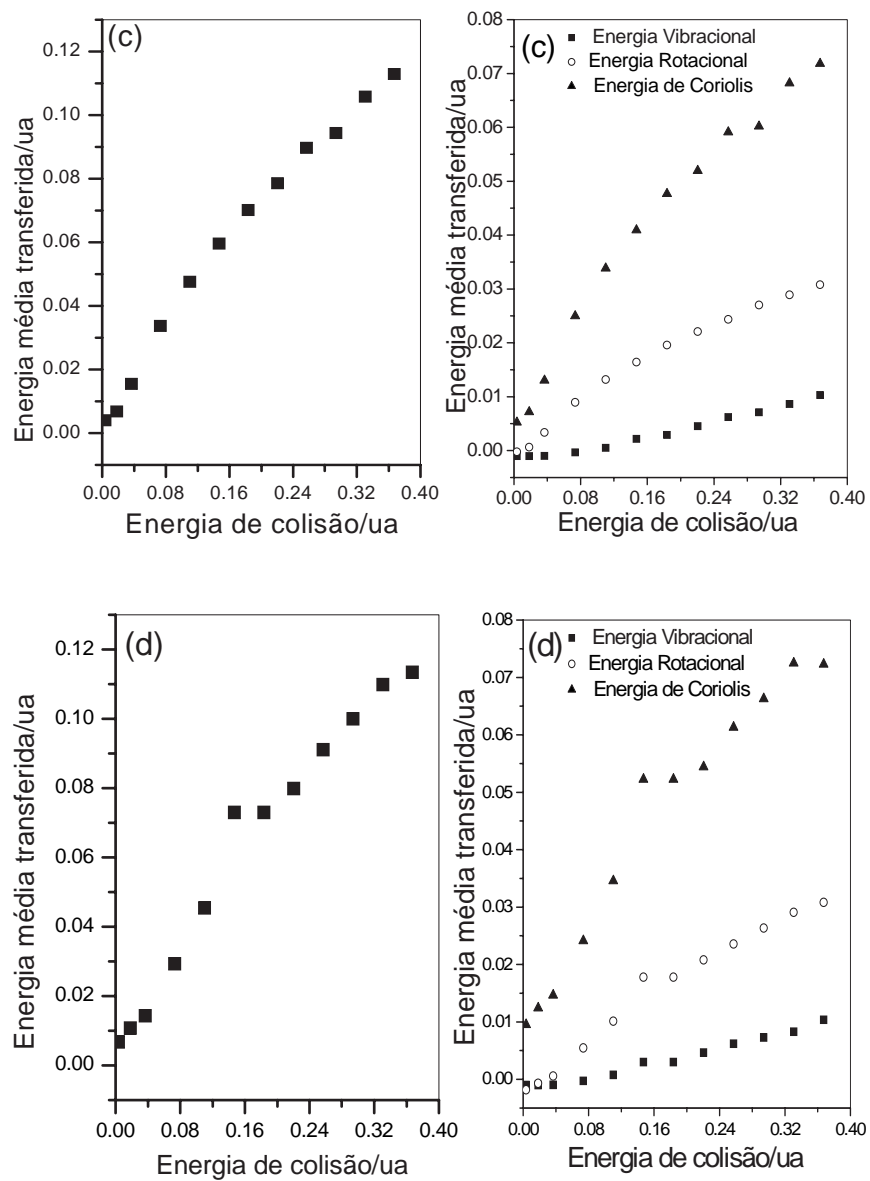 (c)
0.12
0.10
0.08
0.06
0.04
0.02
0.00
Energia média transferida/ua
0.00 0.08 0.16 0.24 0.32 0.40
Energia de colisão/ua
(c)
Energia Vibracional
Energia Rotacional
Energia de Coriolis
0.08
0.07
0.06
0.05
0.04
0.03
0.02
0.01
0.00
Energia média transferida/ua
0.00 0.08 0.16 0.24 0.32 0.40
Energia de colisão/ua
(d)
0.12
0.10
0.08
0.06
0.04
0.02
0.00
Energia média transferida/ua
0.00 0.08 0.16 0.24 0.32 0.40
Energia de colisão/ua
(d)
Energia Vibracional
Energia Rotacional
Energia de Coriolis
0.08
0.07
0.06
0.05
0.04
0.03
0.02
0.01
0.00
Energia média transferida/ua
0.00 0.08 0.16 0.24 0.32 0.40
Energia de colisão/ua